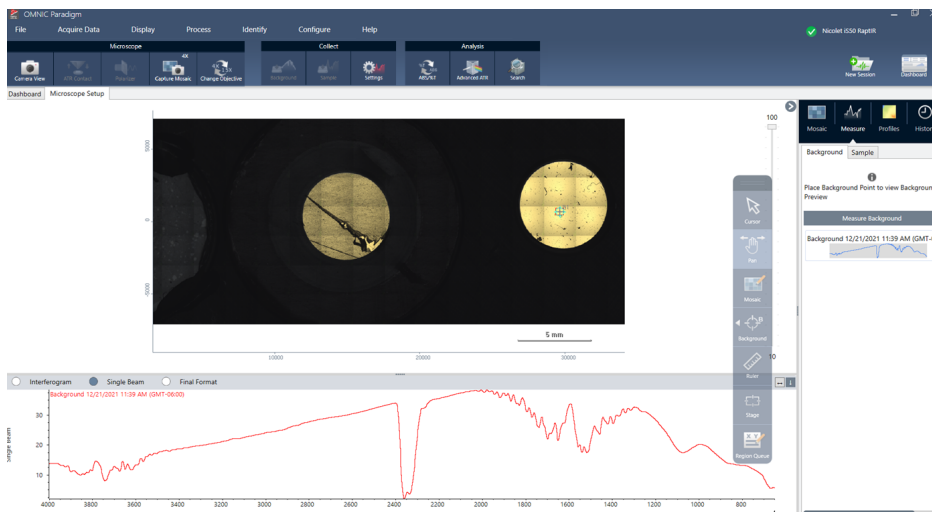 OMNIC Paradigm
File Acquire Data Display Process Identify Configure Help
Nicolet iS50 RaptIR
Microscope Collect Analysis
4X
4X 15X
Camera View ATR Contact Polarizer Capture Mosaic Change Objective Background Sample Settings ABS/%T Advanced ATR Search New Session Dashboard
Dashboard Microscope Setup
100
Mosaic Measure Profiles Histor
Background Sample
Place Background Point to view Background
Preview
Measure Background
Background 12/21/2021 11:39 AM (GMT-
5000
0
-5000
10000 20000 30000
5 mm
10
Cursor
Pan
Mosaic
B
Background
Ruler
Stage
X Y
Region Queue
Interferogram Single Beam Final Format
Background 12/21/2021 11:39 AM (GMT-06:00)
Single Beam
30
20
10
4000 3800 3600 3400 3200 3000 2800 2600 2400 2200 2000 1800 1600 1400 1200 1000 800